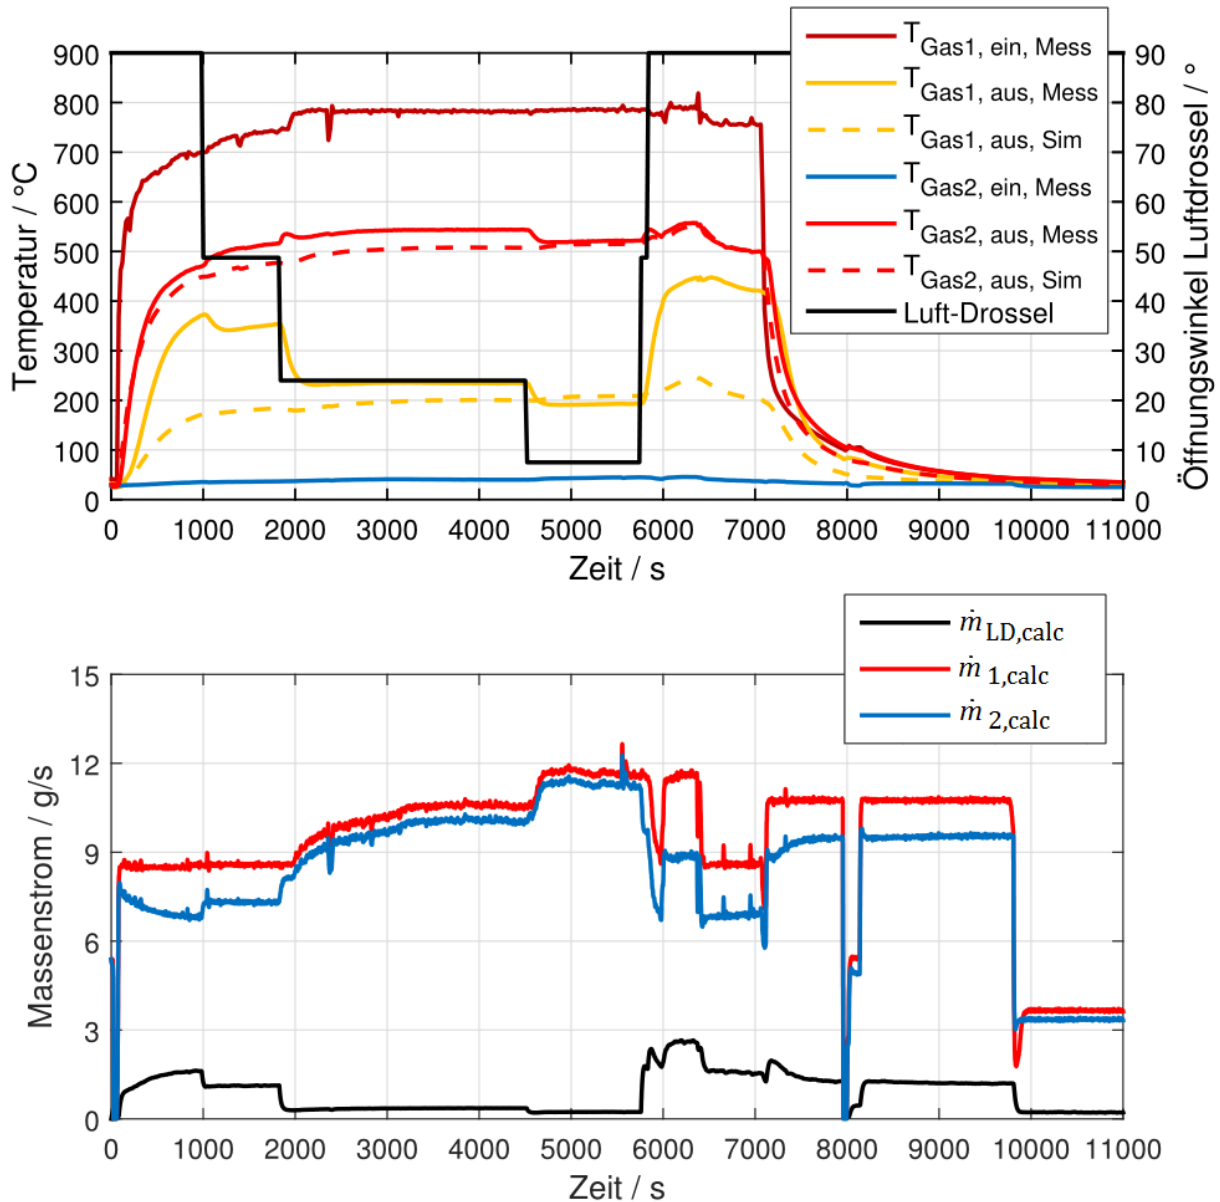 T Gas1, ein, Mess
T Gas1, aus, Mess
T Gas1, aus, Sim
T Gas2, ein, Mess
T Gas2, aus, Mess
T Gas2, aus, Sim
Luft-Drossel
Temperatur / °C
900
800
700
600
500
400
300
200
100
0
Öffnungswinkel Luftdrossel / °
90
80
70
60
50
40
30
20
10
0
0 1000 2000 3000 4000 5000 6000 7000 8000 9000 10000 11000
Zeit / s
ṁ LD,calc
ṁ 1,calc
ṁ 2,calc
Massenstrom / g/s
15
12
9
6
3
0
0 1000 2000 3000 4000 5000 6000 7000 8000 9000 10000 11000
Zeit / s